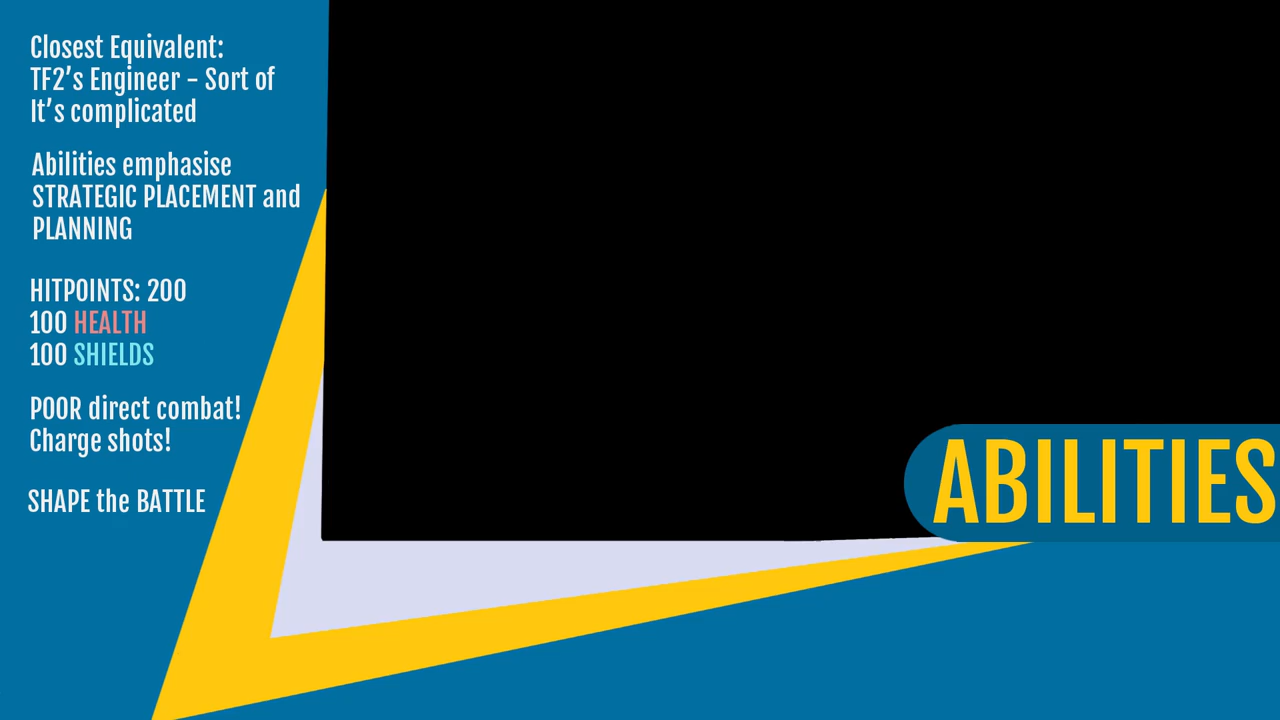 Closest Equivalent:
TF2’s Engineer - Sort of
It’s complicated
Abilities emphasise
STRATEGIC PLACEMENT and
PLANNING
HITPOINTS: 200
100 HEALTH
100 SHIELDS
POOR direct combat!
Charge shots!
SHAPE the BATTLE
ABILITIES